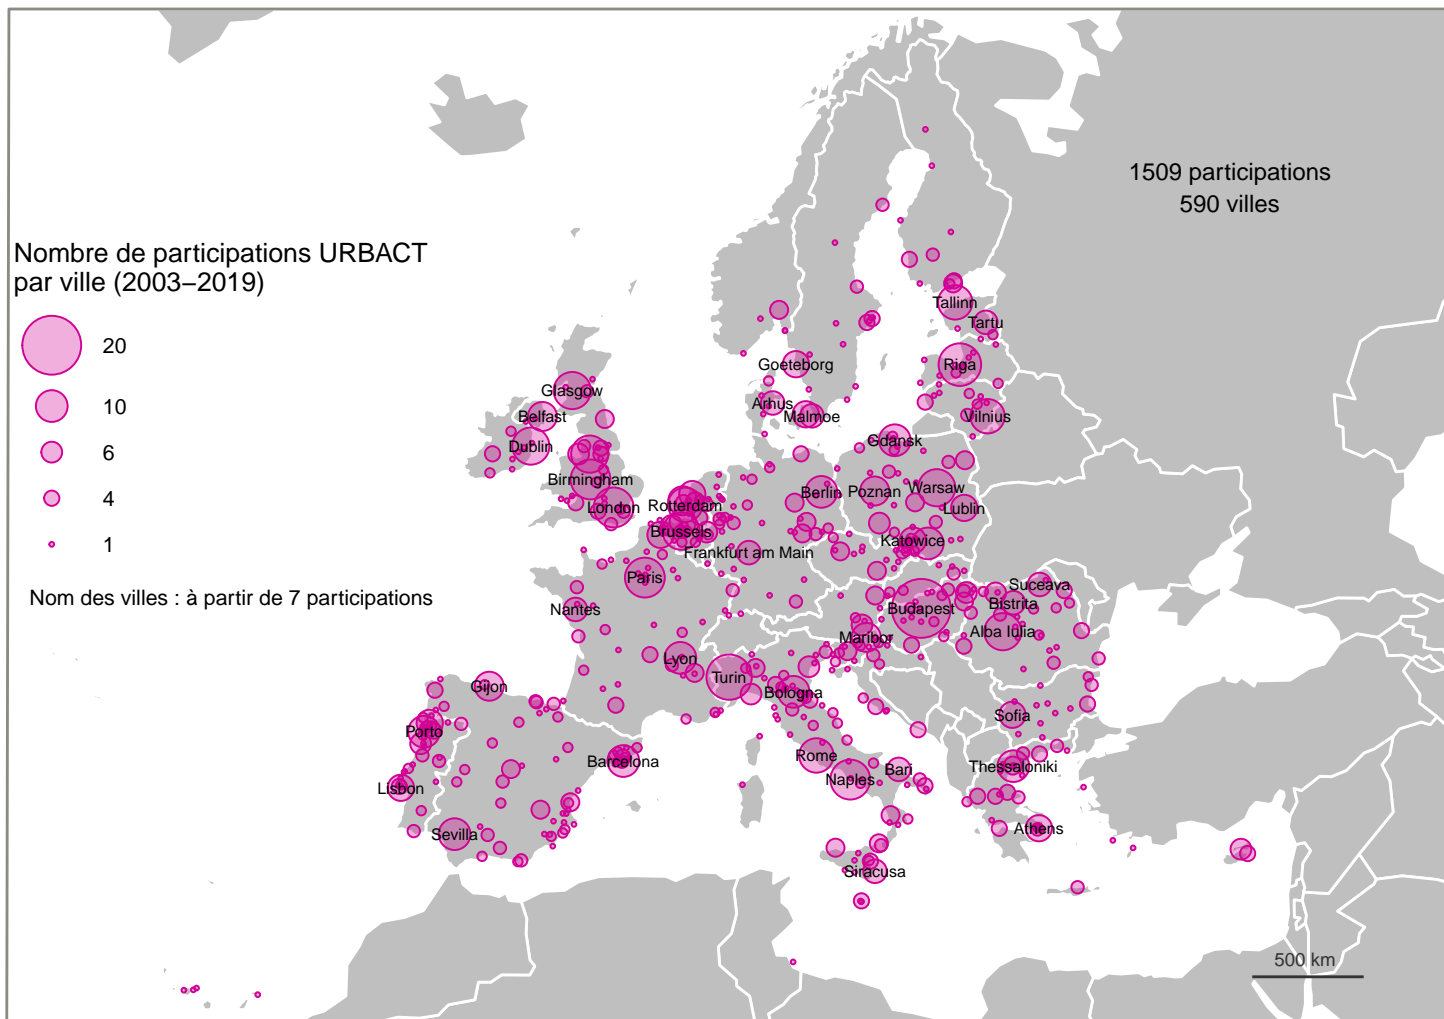 1509 participations
590 villes
Nombre de participations URBACT
par ville (2003–2019)
20
10
6
4
1
Nom des villes : à partir de 7 participations
Tallinn
Tartu
Goeteborg
Riga
Glasgow
Arhus
Malmoe
Belfast
Vilnius
Dublin
Gdansk
Birmingham
London
Rotterdam
Berlin
Poznan
Warsaw
Lublin
Brussels
Frankfurt am Main
Katowice
Paris
Suceava
Nantes
Budapest
Bistrita
Alba Iulia
Maribor
Lyon
Turin
Bologna
Gijon
Sofia
Porto
Rome
Barcelona
Naples
Bari
Thessaloniki
Lisbon
Sevilla
Athens
Siracusa
500 km